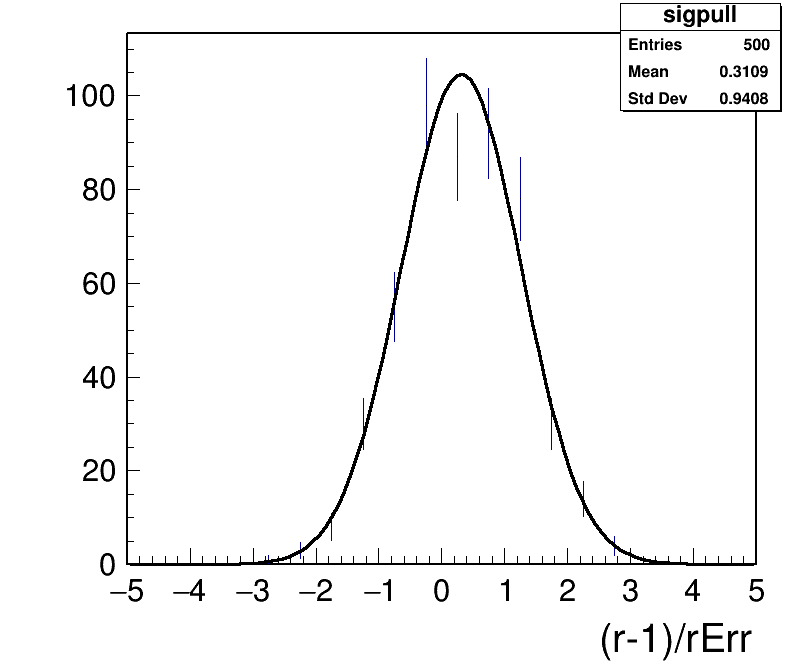 sigpull
Entries 500
Mean 0.3109
Std Dev 0.9408
100
80
60
40
20
0
−5 −4 −3 −2 −1 0 1 2 3 4 5
(r-1)/rErr